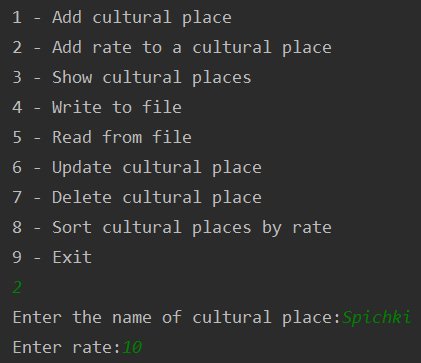 1 - Add cultural place
2 - Add rate to a cultural place
3 - Show cultural places
4 - Write to file
5 - Read from file
6 - Update cultural place
7 - Delete cultural place
8 - Sort cultural places by rate
9 - Exit
2
Enter the name of cultural place:Spichki
Enter rate:10